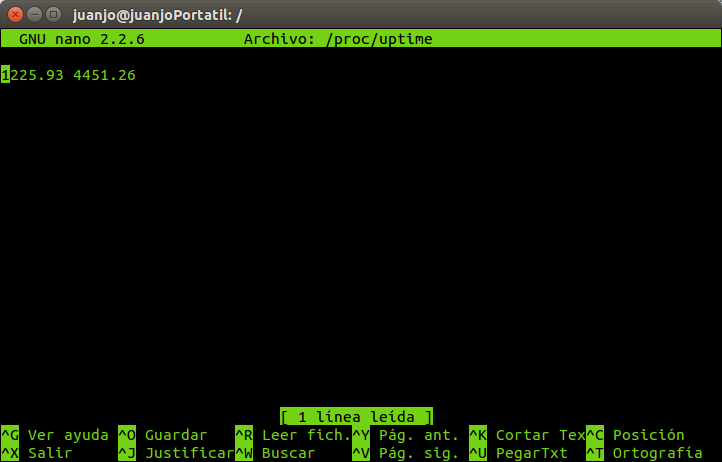 juanjo@juanjoPortatil: /
GNU nano 2.2.6 Archivo: /proc/uptime
1225.93 4451.26
[ 1 línea leída ]
^G Ver ayuda ^O Guardar ^R Leer fich. ^Y Pág. ant. ^K Cortar Tex ^C Posición
^X Salir ^J Justificar ^W Buscar ^V Pág. sig. ^U PegarTxt ^T Ortografía